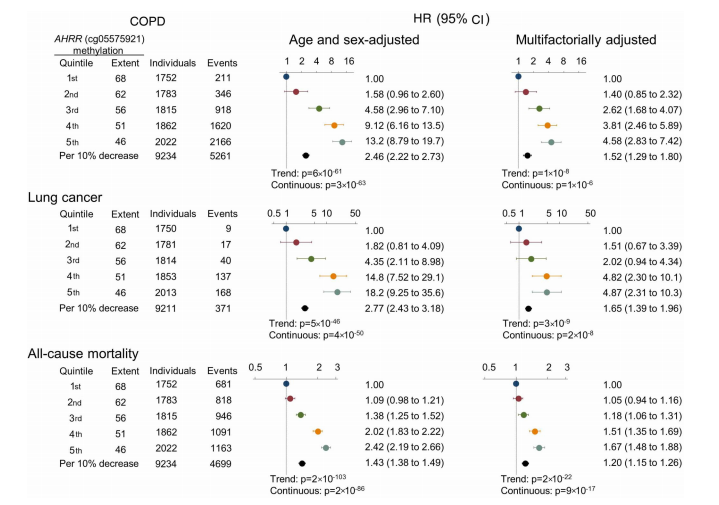 COPD HR (95% CI)
AHRR (cg05575921) methylation Age and sex-adjusted Multifactorially adjusted
Quintile Extent Individuals Events 1 2 4 8 16 1 2 4 8 16
1st 68 1752 211 1.00 1.00
2nd 62 1783 346 1.58 (0.96 to 2.60) 1.40 (0.85 to 2.32)
3rd 56 1815 918 4.58 (2.96 to 7.10) 2.62 (1.68 to 4.07)
4th 51 1862 1620 9.12 (6.16 to 13.5) 3.81 (2.46 to 5.89)
5th 46 2022 2166 13.2 (8.79 to 19.7) 4.58 (2.83 to 7.42)
Per 10% decrease 9234 5261 2.46 (2.22 to 2.73) 1.52 (1.29 to 1.80)
Trend: p=6×10-61 Trend: p=1×10-8
Continuous: p=3×10-63 Continuous: p=1×10-6
Lung cancer
Quintile Extent Individuals Events 0.5 1 5 10 50 0.5 1 5 10 50
1st 68 1750 9 1.00 1.00
2nd 62 1781 17 1.82 (0.81 to 4.09) 1.51 (0.67 to 3.39)
3rd 56 1814 40 4.35 (2.11 to 8.98) 2.02 (0.94 to 4.34)
4th 51 1853 137 14.8 (7.52 to 29.1) 4.82 (2.30 to 10.1)
5th 46 2013 168 18.2 (9.25 to 35.6) 4.87 (2.31 to 10.3)
Per 10% decrease 9211 371 2.77 (2.43 to 3.18) 1.65 (1.39 to 1.96)
Trend: p=5×10-46 Trend: p=3×10-9
Continuous: p=4×10-50 Continuous: p=2×10-8
All-cause mortality
Quintile Extent Individuals Events 0.5 1 2 3 0.5 1 2 3
1st 68 1752 681 1.00 1.00
2nd 62 1783 818 1.09 (0.98 to 1.21) 1.05 (0.94 to 1.16)
3rd 56 1815 946 1.38 (1.25 to 1.52) 1.18 (1.06 to 1.31)
4th 51 1862 1091 2.02 (1.83 to 2.22) 1.51 (1.35 to 1.69)
5th 46 2022 1163 2.42 (2.19 to 2.66) 1.67 (1.48 to 1.88)
Per 10% decrease 9234 4699 1.43 (1.38 to 1.49) 1.20 (1.15 to 1.26)
Trend: p=2×10-103 Trend: p=2×10-22
Continuous: p=2×10-86 Continuous: p=9×10-17